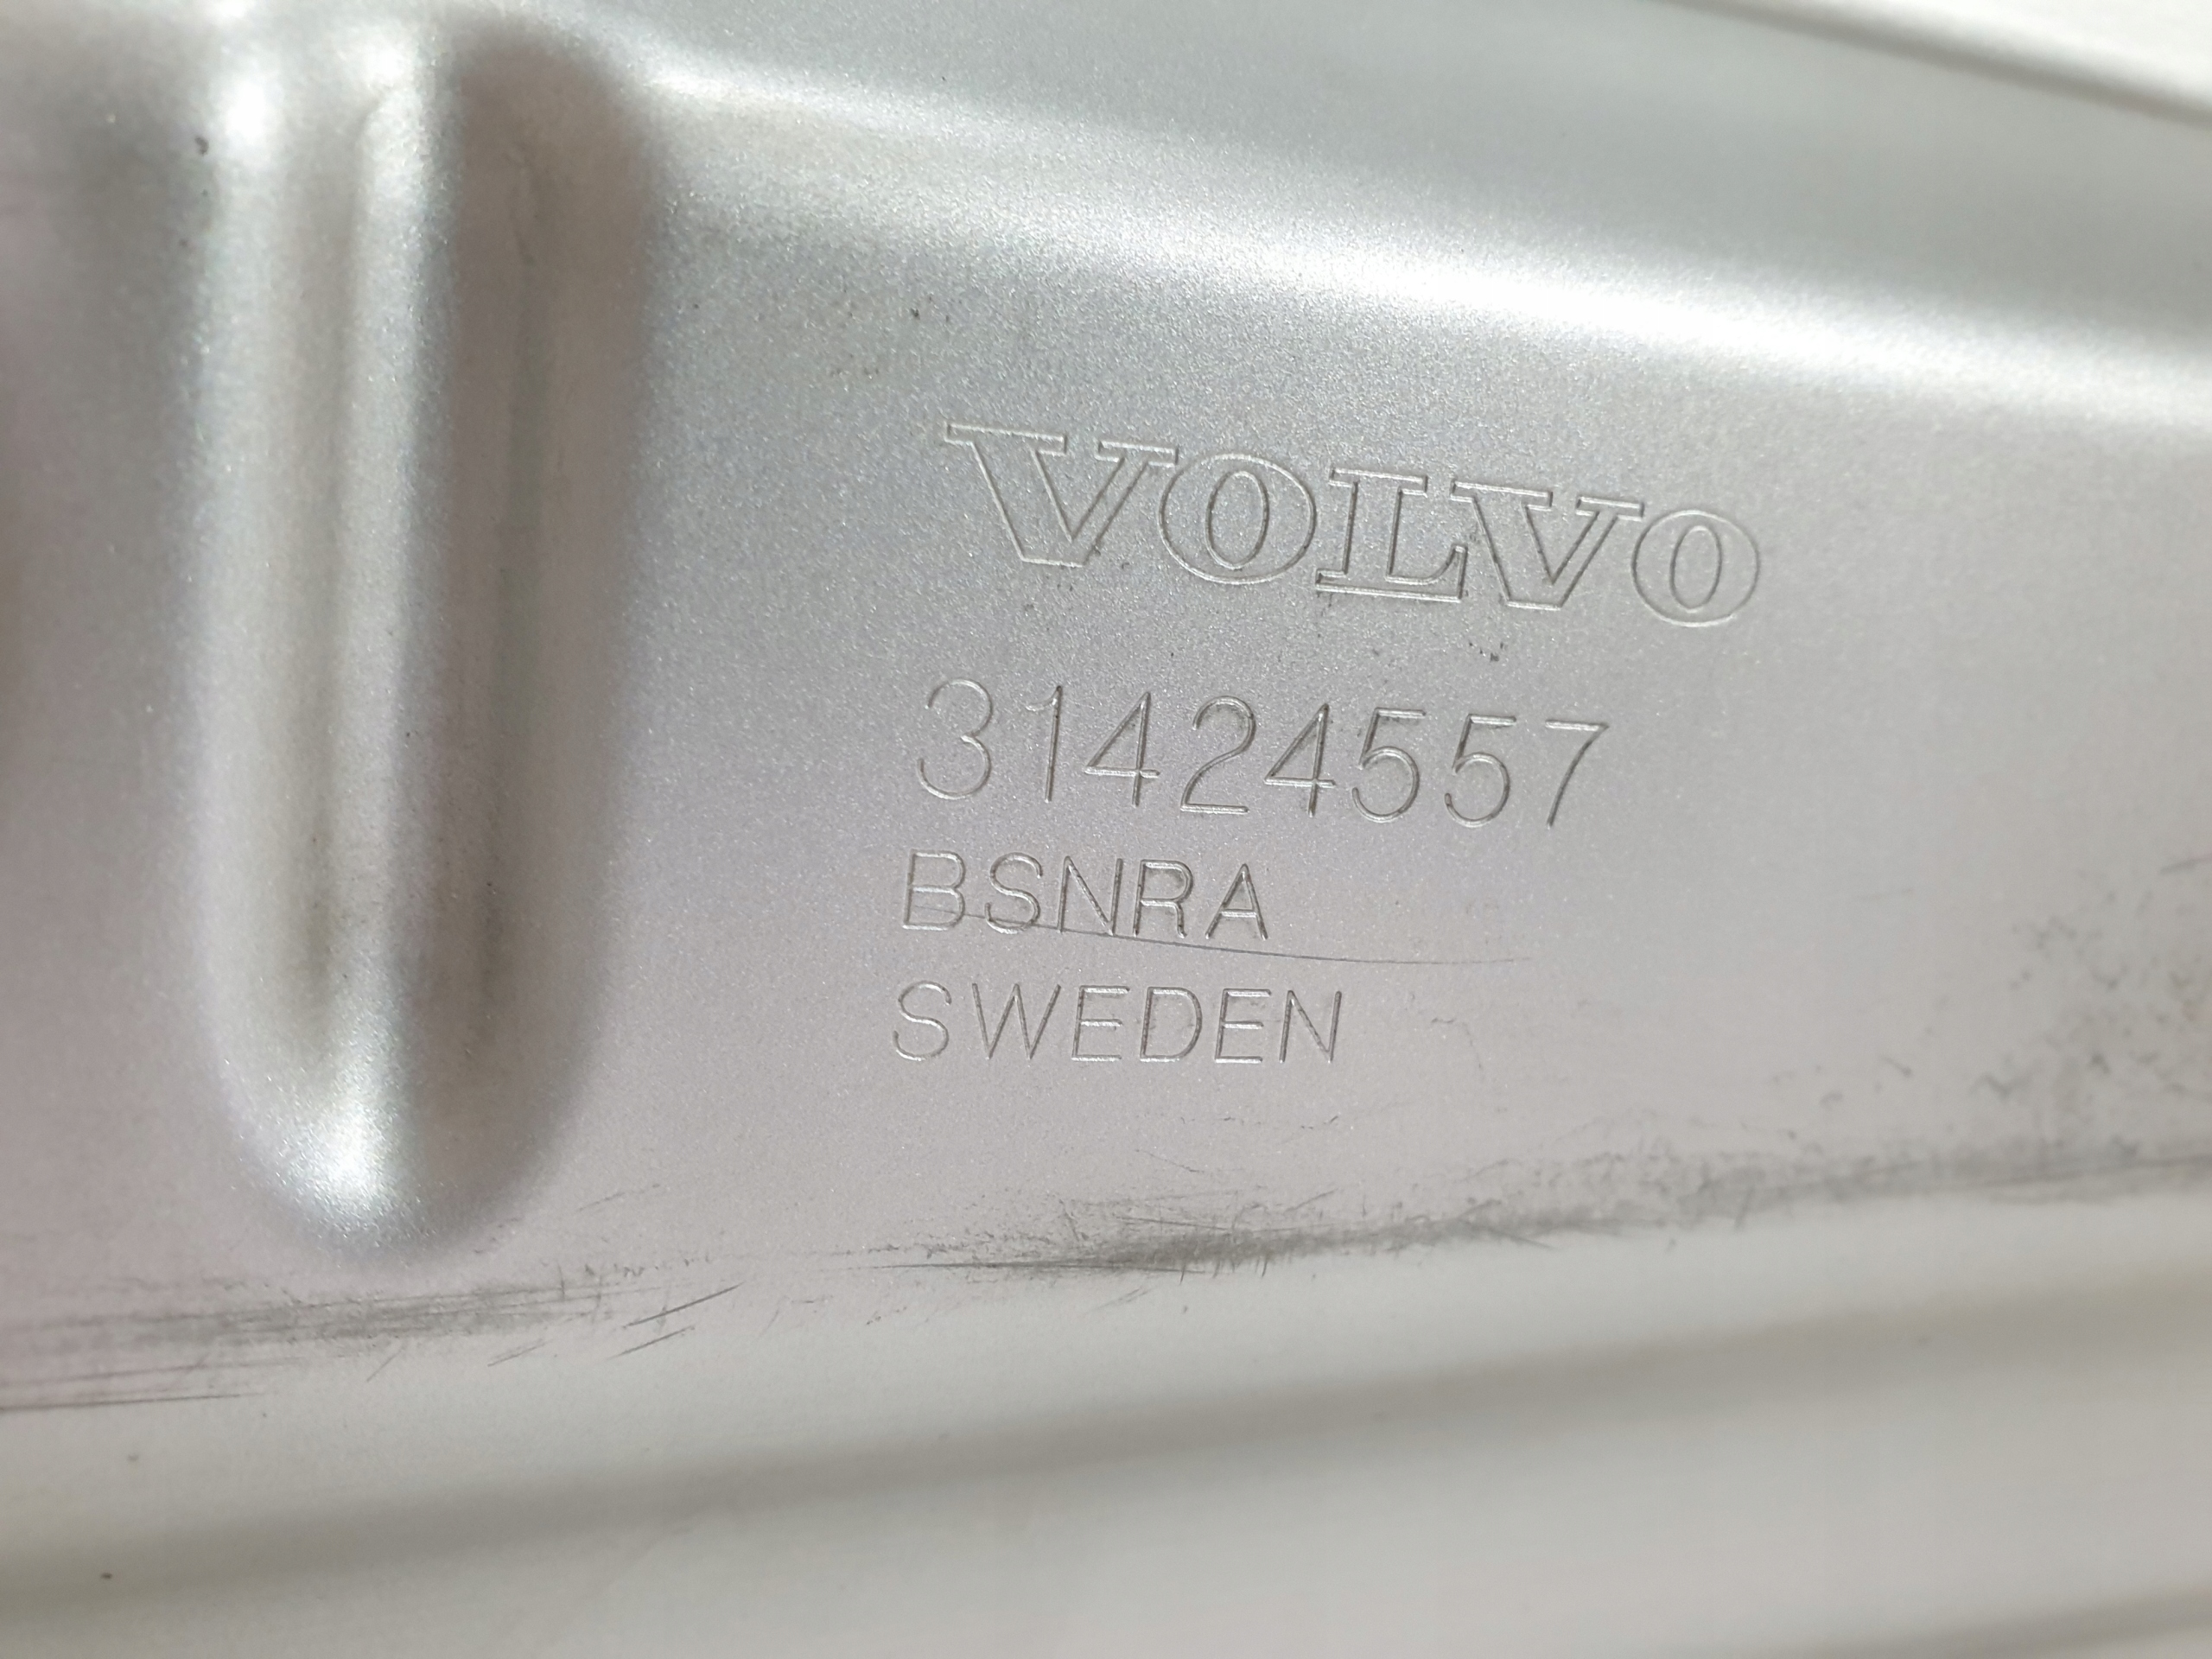 VOLVO
31424557
BSNRA
SWEDEN